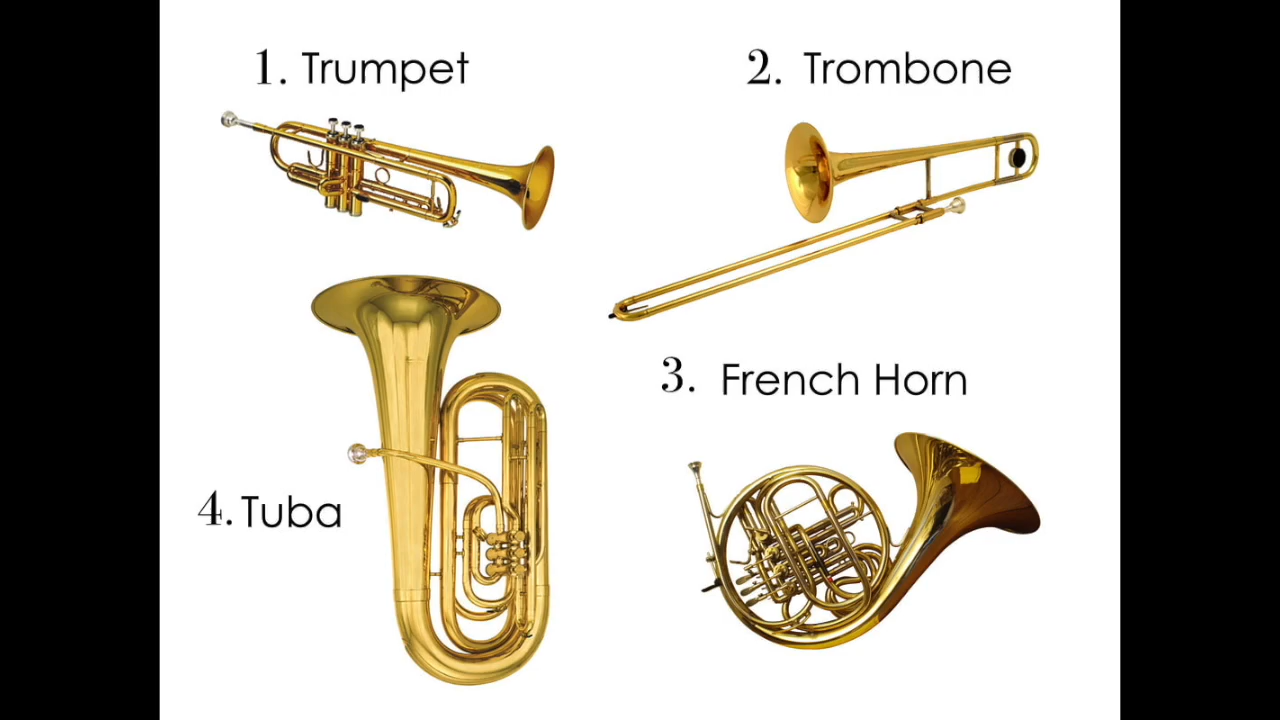 1. Trumpet
2. Trombone
3. French Horn
4. Tuba